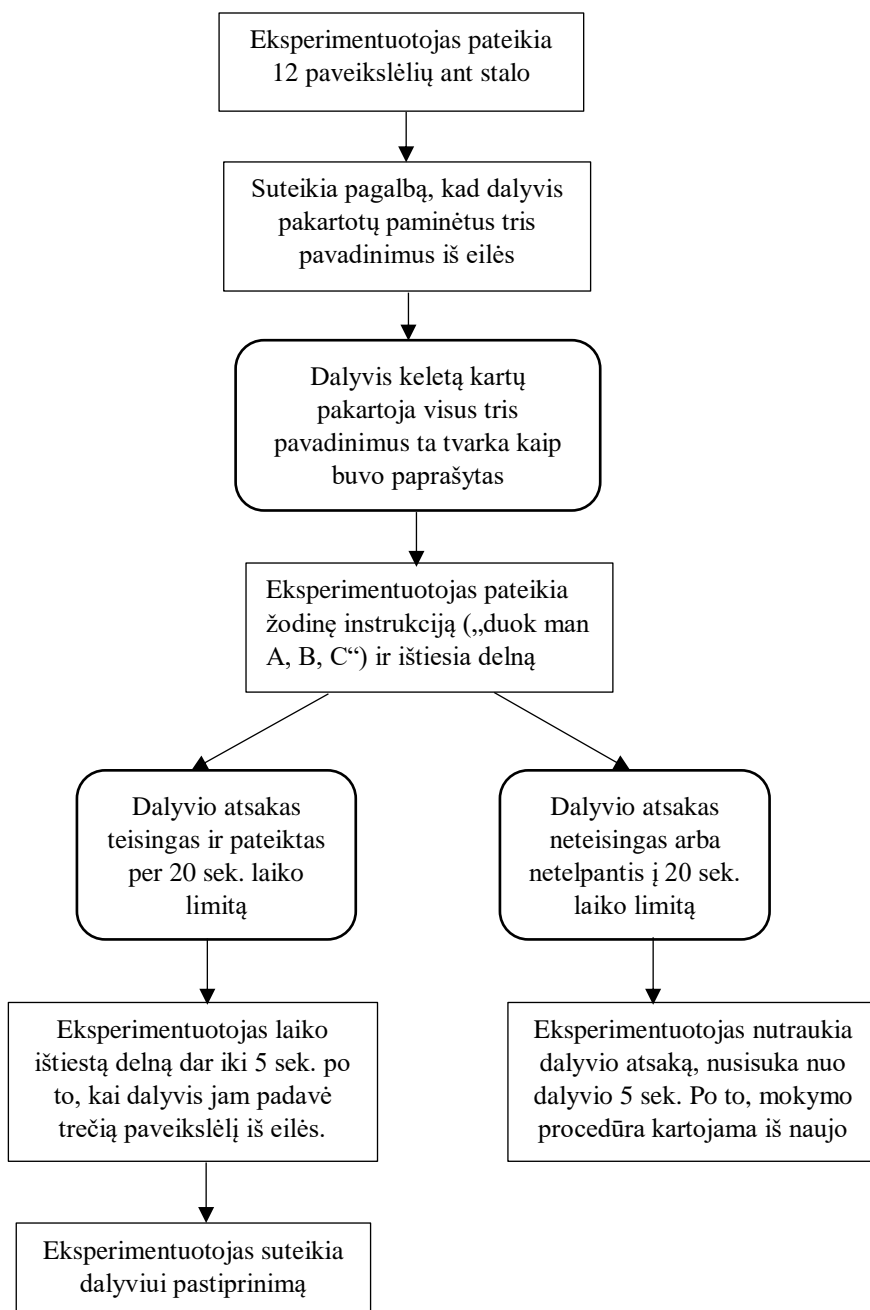 Eksperimentuotojas pateikia
12 paveikslėlių ant stalo
Suteikia pagalbą, kad dalyvis
pakartotų paminėtus tris
pavadinimus iš eilės
Dalyvis keletą kartų
pakartoja visus tris
pavadinimus ta tvarka kaip
buvo paprašytas
Eksperimentuotojas pateikia
žodinę instrukciją („duok man
A, B, C“) ir ištiesia delną
Dalyvio atsakas
teisingas ir pateiktas
per 20 sek. laiko
limitą
Dalyvio atsakas
neteisingas arba
netelpantis į 20 sek.
laiko limitą
Eksperimentuotojas laiko
ištiestą delną dar iki 5 sek. po
to, kai dalyvis jam padavė
trečią paveikslėlį iš eilės.
Eksperimentuotojas nutraukia
dalyvio atsaką, nusisuka nuo
dalyvio 5 sek. Po to, mokymo
procedūra kartojama iš naujo
Eksperimentuotojas suteikia
dalyviui pastiprinimą